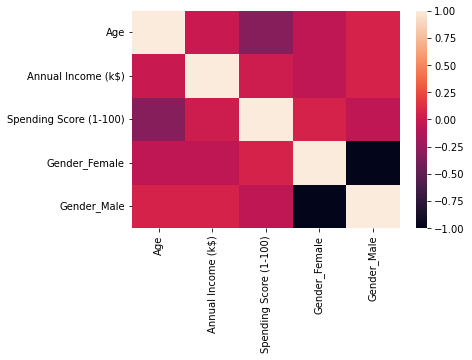 Age
Annual Income (k$)
Spending Score (1-100)
Gender_Female
Gender_Male
Age
Annual Income (k$)
Spending Score (1-100)
Gender_Female
Gender_Male
1.00
0.75
0.50
0.25
0.00
−0.25
−0.50
−0.75
−1.00